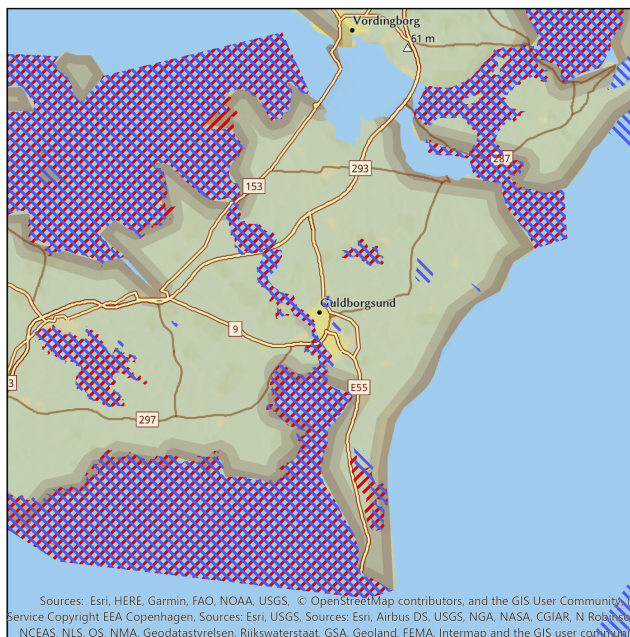 Vordingborg
61 m
287
293
153
Guldborgsund
9
3
E55
297
Sources: Esri, HERE, Garmin, FAO, NOAA, USGS, © OpenStreetMap contributors, and the GIS User Community,
Service Copyright EEA Copenhagen, Sources: Esri, USGS, Sources: Esri, Airbus DS, USGS, NGA, NASA, CGIAR, N Robinson
NCEAS, NLS, OS, NMA, Geodatastyrelsen, Rijkswaterstaat, GSA, Geoland, FEMA, Intermap and the GIS user